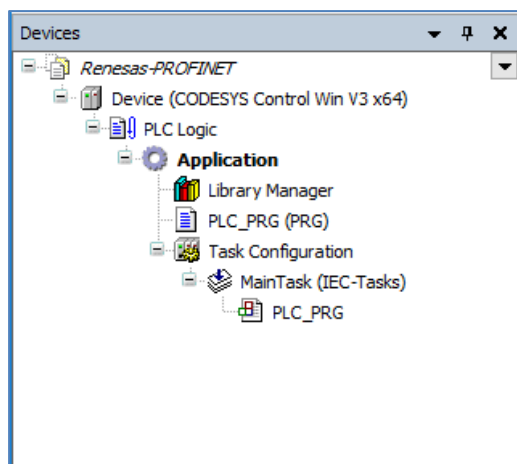 Devices
Renesas-PROFINET
Device (CODESYS Control Win V3 x64)
PLC Logic
Application
Library Manager
PLC_PRG (PRG)
Task Configuration
MainTask (IEC-Tasks)
PLC_PRG